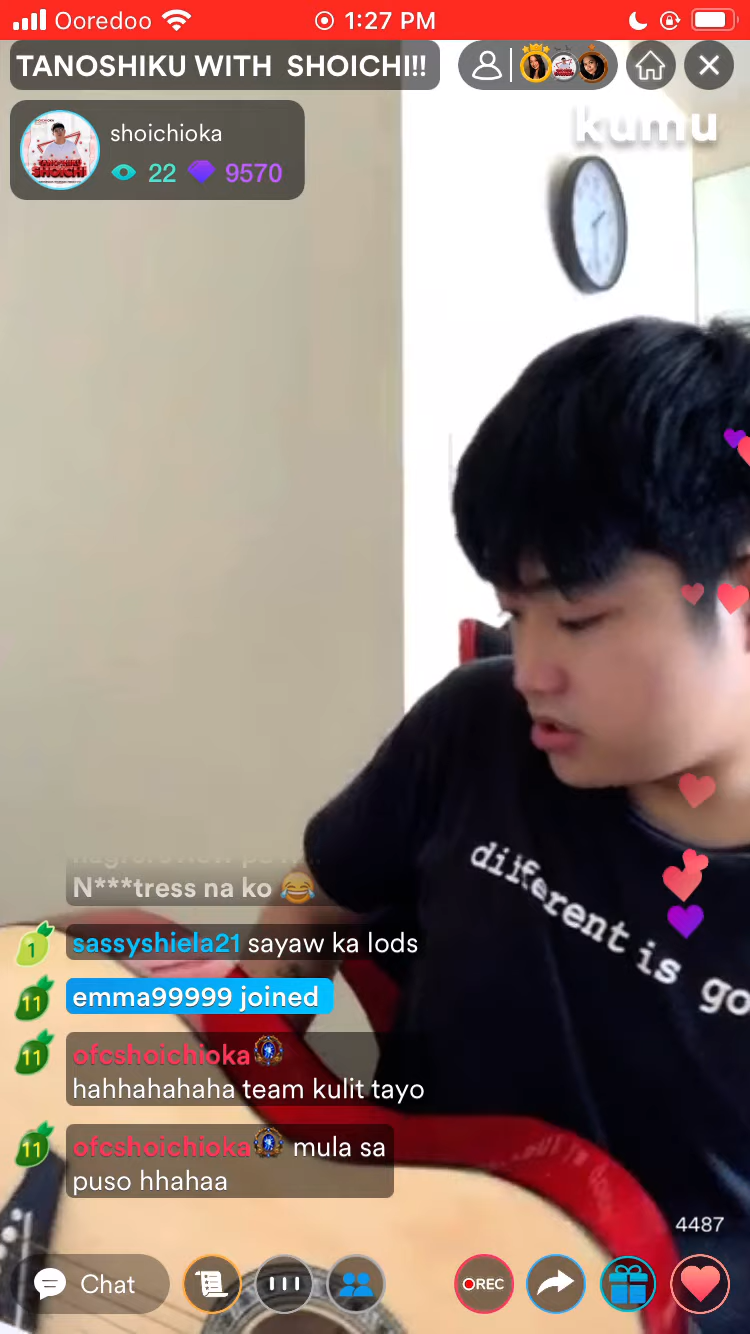 Ooredoo
1:27 PM
TANOSHIKU WITH SHOICHI!!
kumu
shoichioka
22 9570
SHOICHI
different is go
N***tress na ko 😂
1 sassyshiela21 sayaw ka lods
11 emma99999 joined
11 ofcshoichioka
hahhahahaha team kulit tayo
11 ofcshoichioka mula sa
puso hhahaa
4487
Chat
REC